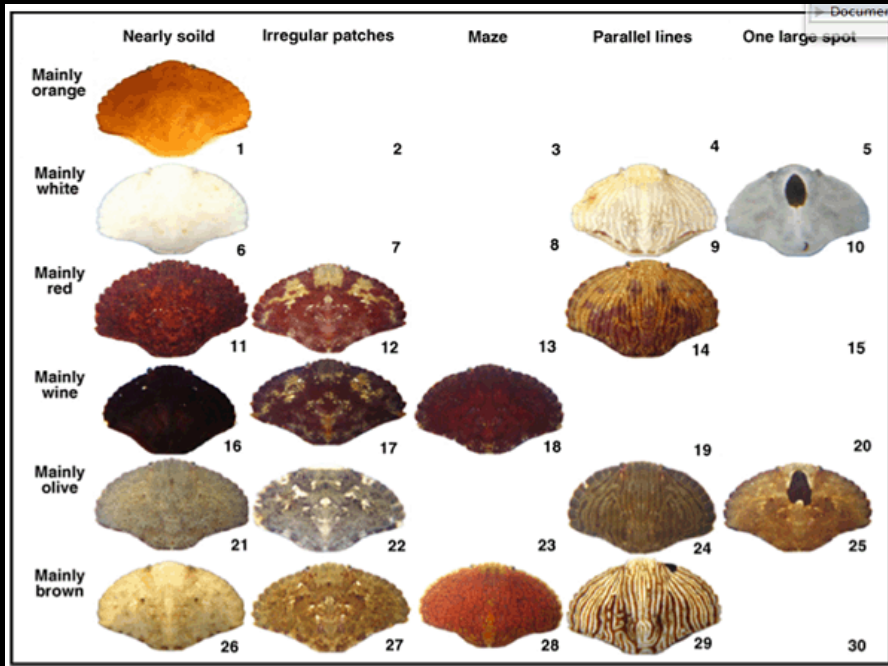 ▶ Documen
Nearly soild Irregular patches Maze Parallel lines One large spot
Mainly orange
1 2 3 4 5
Mainly white
6 7 8 9 10
Mainly red
11 12 13 14 15
Mainly wine
16 17 18 19 20
Mainly olive
21 22 23 24 25
Mainly brown
26 27 28 29 30